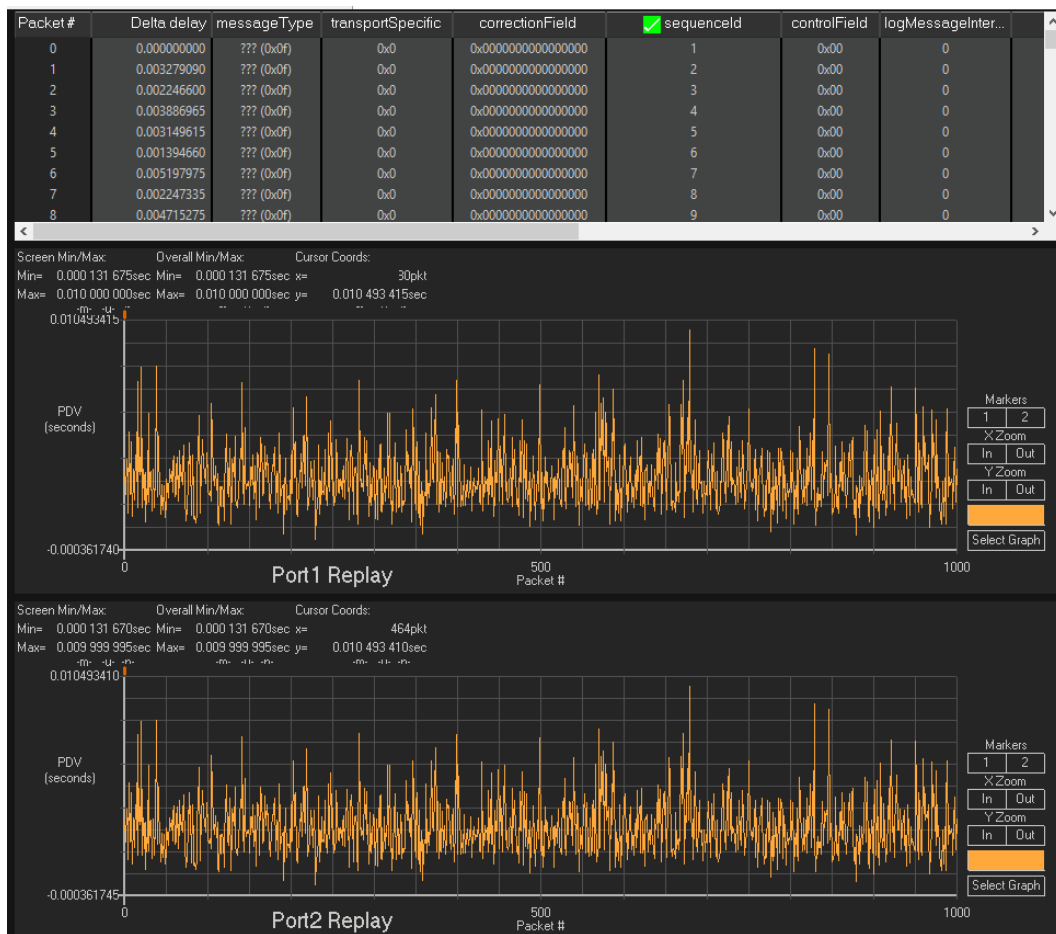 Packet # Delta delay messageType transportSpecific correctionField sequenceId controlField logMessageInter...
0 0.000000000 ??? (0x0f) 0x0 0x0000000000000000 1 0x00 0
1 0.003279090 ??? (0x0f) 0x0 0x0000000000000000 2 0x00 0
2 0.002246600 ??? (0x0f) 0x0 0x0000000000000000 3 0x00 0
3 0.003886965 ??? (0x0f) 0x0 0x0000000000000000 4 0x00 0
4 0.003149615 ??? (0x0f) 0x0 0x0000000000000000 5 0x00 0
5 0.001394660 ??? (0x0f) 0x0 0x0000000000000000 6 0x00 0
6 0.005197975 ??? (0x0f) 0x0 0x0000000000000000 7 0x00 0
7 0.002247335 ??? (0x0f) 0x0 0x0000000000000000 8 0x00 0
8 0.004715275 ??? (0x0f) 0x0 0x0000000000000000 9 0x00 0
Screen Min/Max: Overall Min/Max: Cursor Coords:
Min= 0.000 131 675sec Min= 0.000 131 675sec x= 30pkt
Max= 0.010 000 000sec Max= 0.010 000 000sec y= 0.010 493 415sec
-m- -u-
0.010493415
PDV
(seconds)
-0.000361740
0 500 1000
Port1 Replay
Packet #
Markers
1 2
X Zoom
In Out
Y Zoom
In Out
Select Graph
Screen Min/Max: Overall Min/Max: Cursor Coords:
Min= 0.000 131 670sec Min= 0.000 131 670sec x= 464pkt
Max= 0.009 999 995sec Max= 0.009 999 995sec y= 0.010 493 410sec
-m- -u- -n- -m- -u- -n- -m- -u- -n-
0.010493410
PDV
(seconds)
-0.000361745
0 500 1000
Port2 Replay
Packet #
Markers
1 2
X Zoom
In Out
Y Zoom
In Out
Select Graph